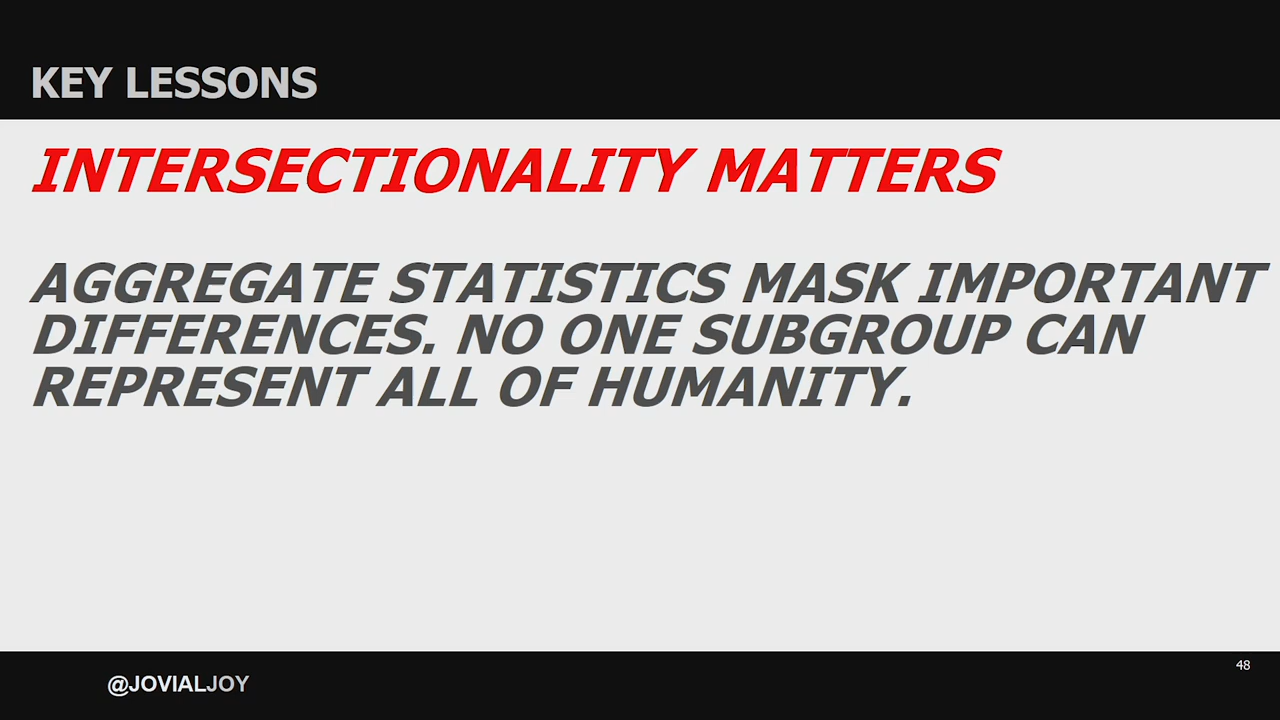 KEY LESSONS
INTERSECTIONALITY MATTERS
AGGREGATE STATISTICS MASK IMPORTANT
DIFFERENCES. NO ONE SUBGROUP CAN
REPRESENT ALL OF HUMANITY.
48
@JOVIALJOY